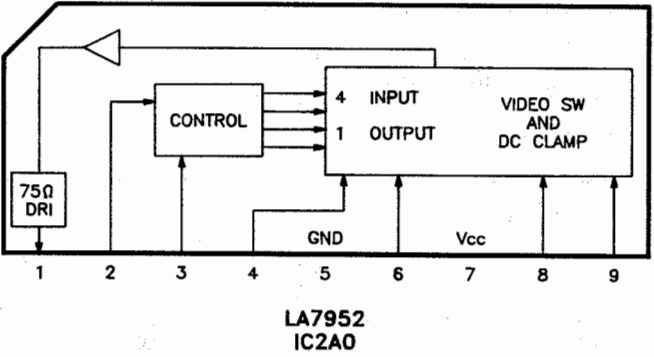 4 INPUT
1 OUTPUT
VIDEO SW
AND
DC CLAMP
CONTROL
75Ω
DRI
GND
Vcc
1 2 3 4 5 6 7 8 9
LA7952
IC2A0